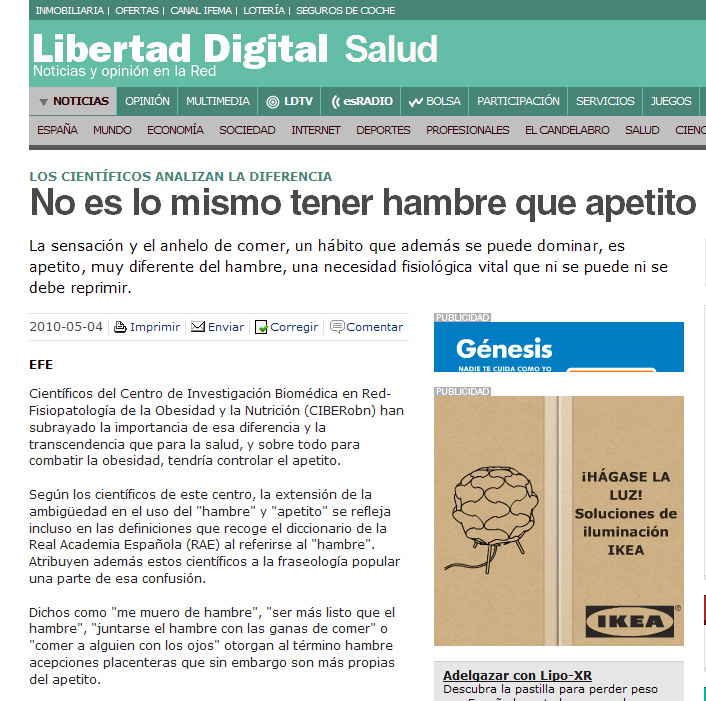 INMOBILIARIA | OFERTAS | CANAL IFEMA | LOTERÍA | SEGUROS DE COCHE
Libertad Digital Salud
Noticias y opinión en la Red
NOTICIAS OPINIÓN MULTIMEDIA LDTV esRADIO BOLSA PARTICIPACIÓN SERVICIOS JUEGOS
ESPAÑA MUNDO ECONOMÍA SOCIEDAD INTERNET DEPORTES PROFESIONALES EL CANDELABRO SALUD CIENC
LOS CIENTÍFICOS ANALIZAN LA DIFERENCIA
No es lo mismo tener hambre que apetito
La sensación y el anhelo de comer, un hábito que además se puede dominar, es
apetito, muy diferente del hambre, una necesidad fisiológica vital que ni se puede ni se
debe reprimir.
2010-05-04 Imprimir Enviar Corregir Comentar
EFE
Científicos del Centro de Investigación Biomédica en Red-
Fisiopatología de la Obesidad y la Nutrición (CIBERobn) han
subrayado la importancia de esa diferencia y la
transcendencia que para la salud, y sobre todo para
combatir la obesidad, tendría controlar el apetito.
Según los científicos de este centro, la extensión de la
ambigüedad en el uso del "hambre" y "apetito" se refleja
incluso en las definiciones que recoge el diccionario de la
Real Academia Española (RAE) al referirse al "hambre".
Atribuyen además estos científicos a la fraseología popular
una parte de esa confusión.
Dichos como "me muero de hambre", "ser más listo que el
hambre", "juntarse el hambre con las ganas de comer" o
"comer a alguien con los ojos" otorgan al término hambre
acepciones placenteras que sin embargo son más propias
del apetito.
PUBLICIDAD
Génesis
NADIE TE CUIDA COMO YO
PUBLICIDAD
¡HÁGASE LA
LUZ!
Soluciones de
iluminación
IKEA
IKEA
Adelgazar con Lipo-XR
Descubra la pastilla para perder peso